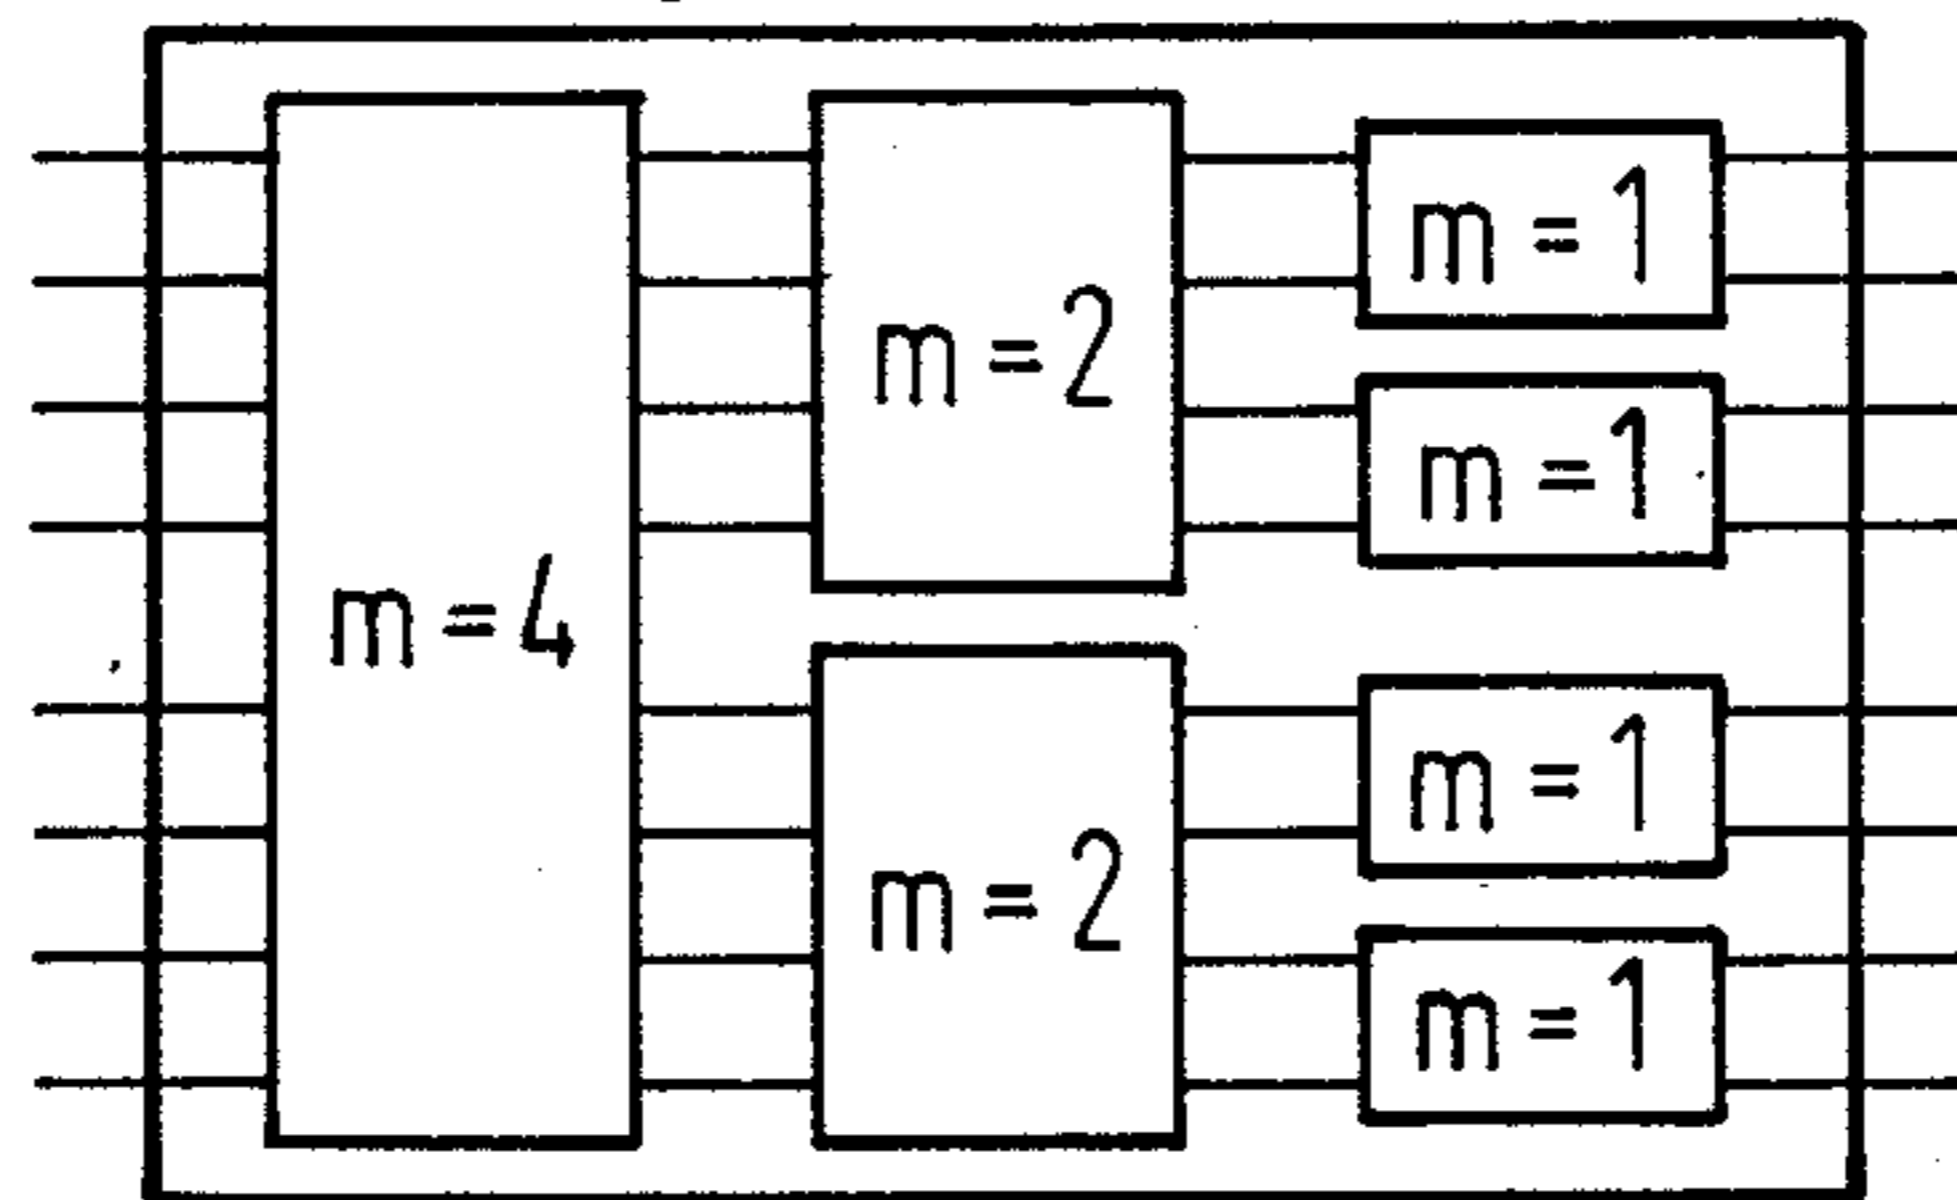 m = 4
m = 2
m = 2
m = 1
m = 1
m = 1
m = 1